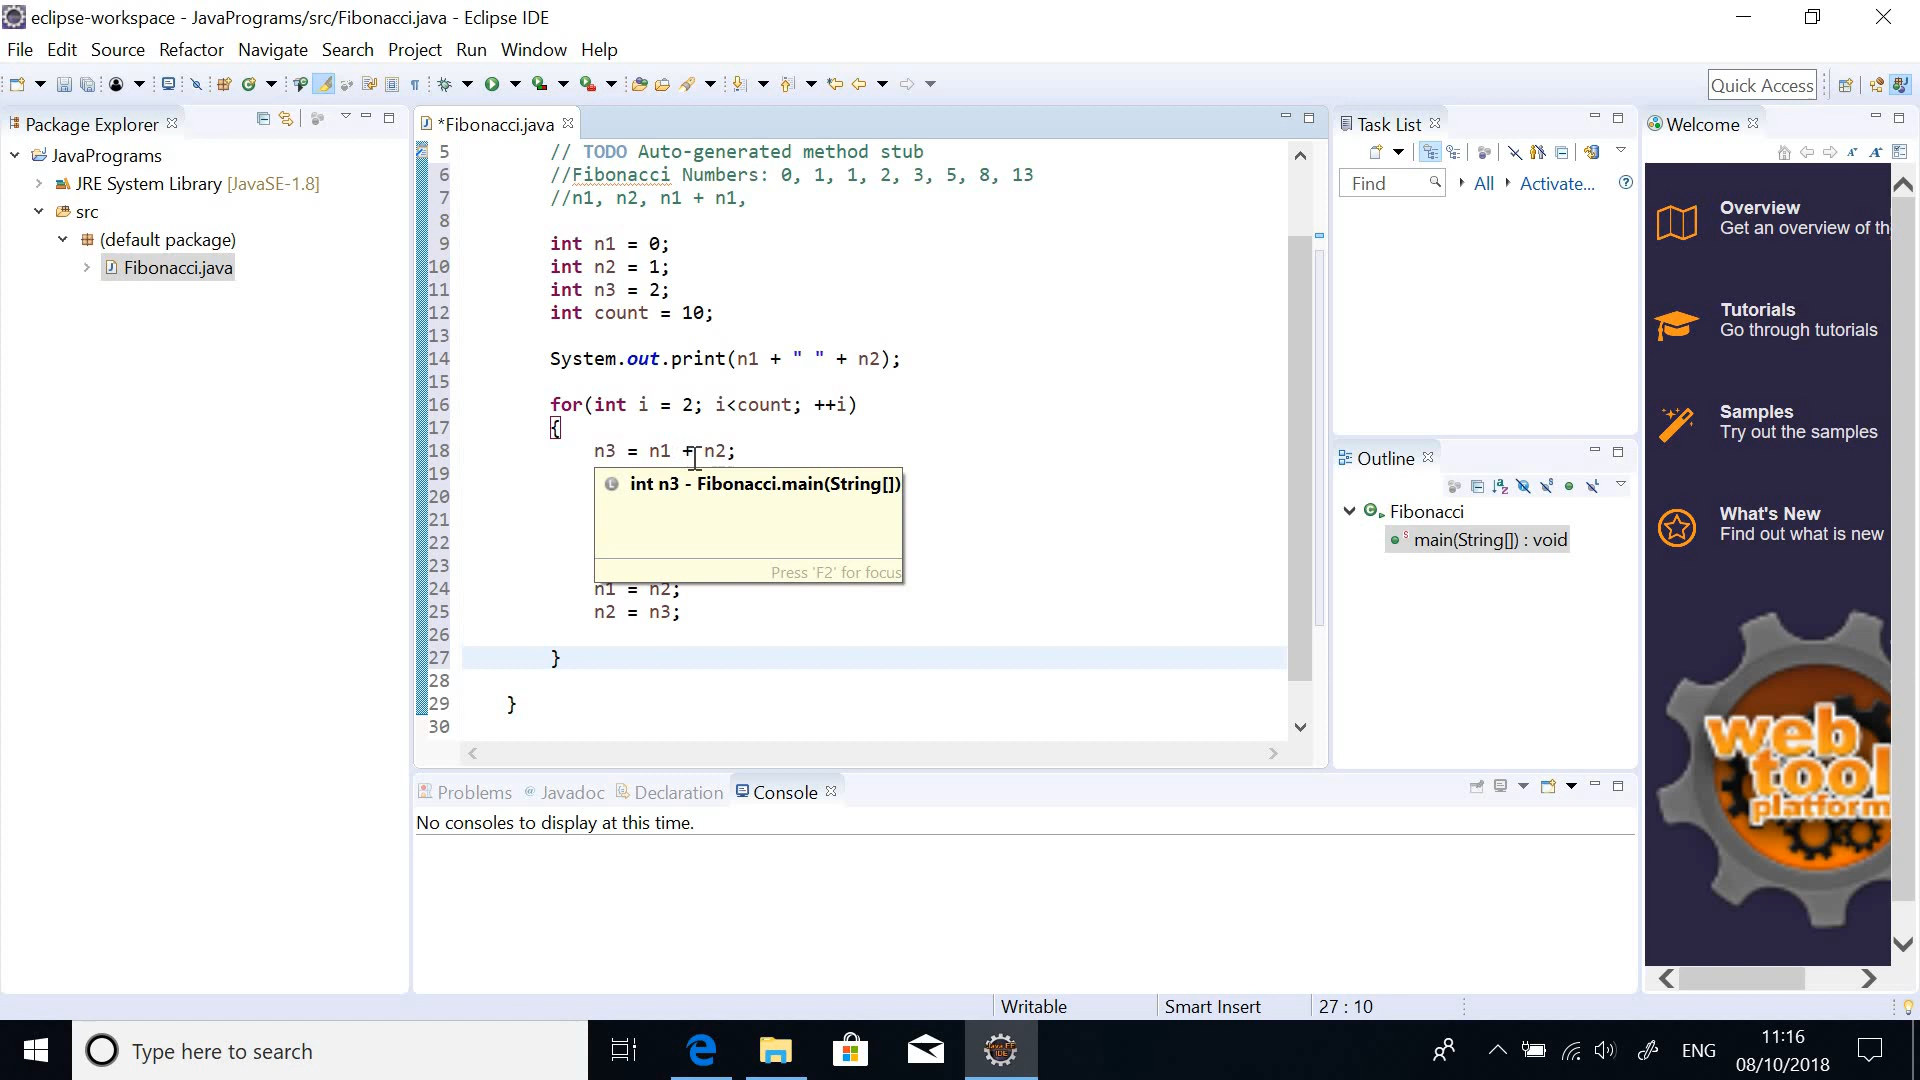 eclipse-workspace - JavaPrograms/src/Fibonacci.java - Eclipse IDE
File Edit Source Refactor Navigate Search Project Run Window Help
Quick Access
Package Explorer
JavaPrograms
JRE System Library [JavaSE-1.8]
src
(default package)
Fibonacci.java
*Fibonacci.java
5 // TODO Auto-generated method stub
6 //Fibonacci Numbers: 0, 1, 1, 2, 3, 5, 8, 13
7 //n1, n2, n1 + n1,
8
9 int n1 = 0;
10 int n2 = 1;
11 int n3 = 2;
12 int count = 10;
13
14 System.out.print(n1 + " " + n2);
15
16 for(int i = 2; i<count; ++i)
17 {
18 n3 = n1 + n2;
19
20
21
22
23
24 n1 = n2;
25 n2 = n3;
26
27 }
28
29 }
30
int n3 - Fibonacci.main(String[])
Press 'F2' for focus
Problems Javadoc Declaration Console
No consoles to display at this time.
Task List
Find All Activate...
Outline
Fibonacci
main(String[]) : void
Welcome
Overview
Get an overview of th
Tutorials
Go through tutorials
Samples
Try out the samples
What's New
Find out what is new
web
tool
platform
Writable Smart Insert 27 : 10
Type here to search
Java EE
IDE
ENG
11:16
08/10/2018